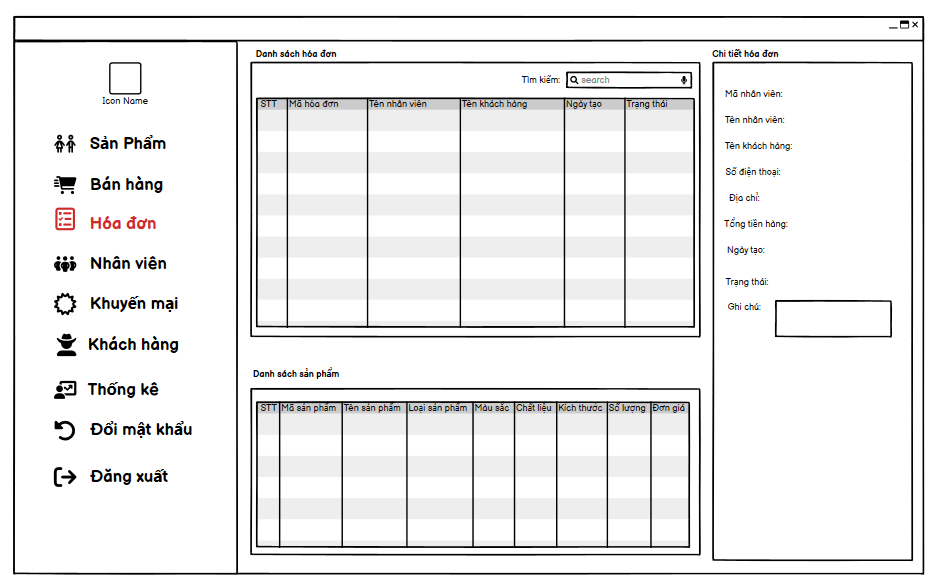 Icon Name
Sản Phẩm
Bán hàng
Hóa đơn
Nhân viên
Khuyến mại
Khách hàng
Thống kê
Đổi mật khẩu
Đăng xuất
Danh sách hóa đơn
Tìm kiếm: search
STT Mã hòa đơn Tên nhân viên Tên khách hàng Ngày tạo Trạng thái
Danh sách sản phẩm
STT Mã sản phẩm Tên sản phẩm Loại sản phẩm Màu sắc Chất liệu Kích thước Số lượng Đơn giá
Chi tiết hóa đơn
Mã nhân viên:
Tên nhân viên:
Tên khách hàng:
Số điện thoại:
Địa chỉ:
Tổng tiền hàng:
Ngày tạo:
Trạng thái:
Ghi chú: